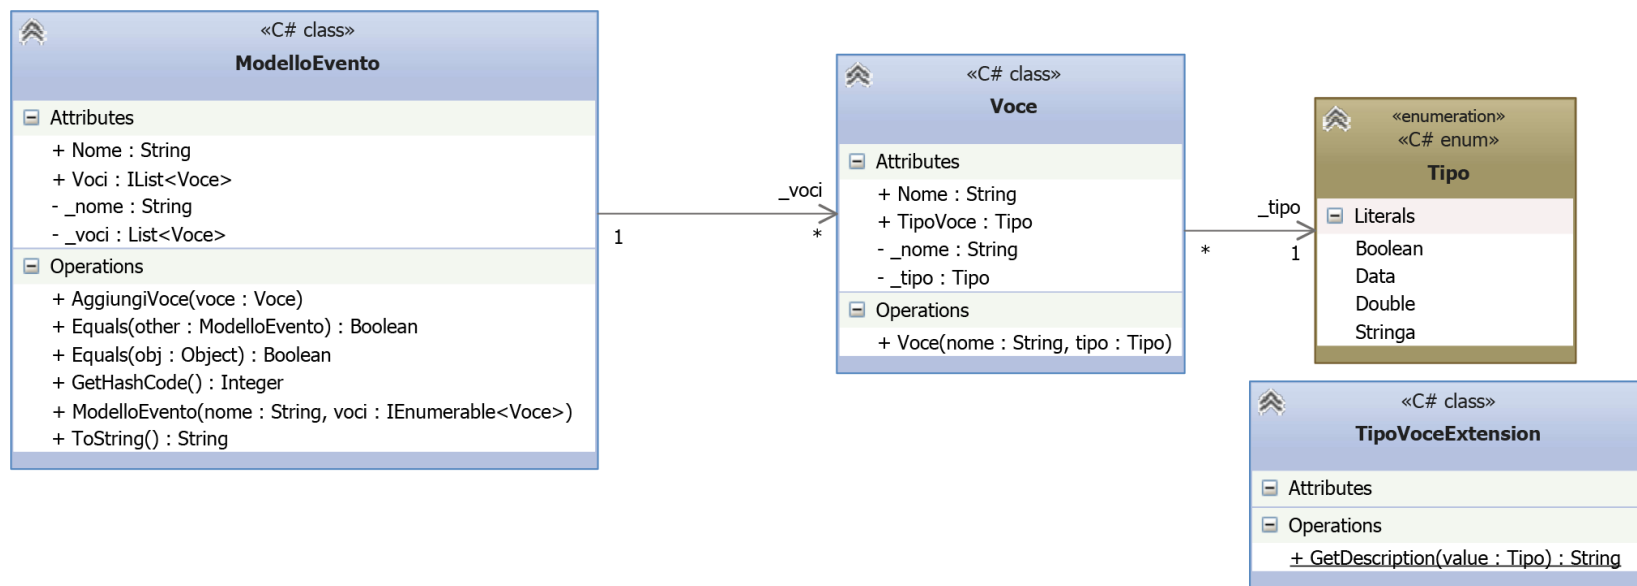 «C# class»
ModelloEvento
Attributes
+ Nome : String
+ Voci : IList<Voce>
- _nome : String
- _voci : List<Voce>
Operations
+ AggiungiVoce(voce : Voce)
+ Equals(other : ModelloEvento) : Boolean
+ Equals(obj : Object) : Boolean
+ GetHashCode() : Integer
+ ModelloEvento(nome : String, voci : IEnumerable<Voce>)
+ ToString() : String
_voci
1
*
«C# class»
Voce
Attributes
+ Nome : String
+ TipoVoce : Tipo
- _nome : String
- _tipo : Tipo
Operations
+ Voce(nome : String, tipo : Tipo)
_tipo
*
1
«enumeration»
«C# enum»
Tipo
Literals
Boolean
Data
Double
Stringa
«C# class»
TipoVoceExtension
Attributes
Operations
+ GetDescription(value : Tipo) : String